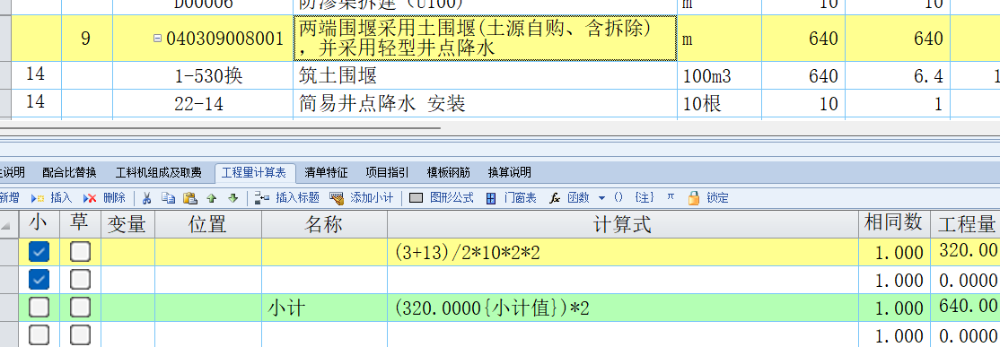 D00006 防渗渠拆建（U100） m 10 10
9 040309008001 两端围堰采用土围堰(土源自购、含拆除)
，并采用轻型井点降水 m 640 640
14 1-530换 筑土围堰 100m3 640 6.4 1
14 22-14 简易井点降水 安装 10根 10 1
说明 配合比替换 工料机组成及取费 工程量计算表 清单特征 项目指引 模板钢筋 换算说明
新增 插入 删除 插入标题 添加小计 图形公式 门窗表 fx 函数 () {注} π 锁定
小 草 变量 位置 名称 计算式 相同数 工程量
(3+13)/2*10*2*2 1.000 320.00
1.000 0.0000
小计 (320.0000{小计值})*2 1.000 640.00
1.000 0.0000